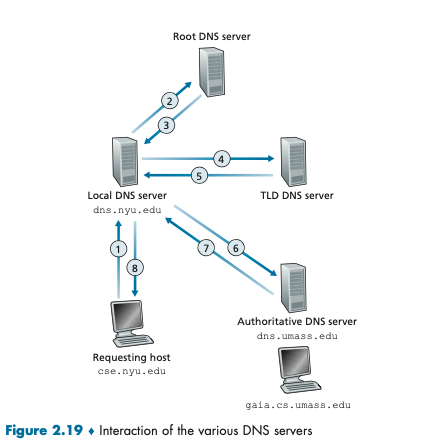 Root DNS server
2
3
4
5
Local DNS server
dns.nyu.edu
TLD DNS server
1
8
7
6
Authoritative DNS server
dns.umass.edu
Requesting host
cse.nyu.edu
gaia.cs.umass.edu
Figure 2.19 ♦ Interaction of the various DNS servers